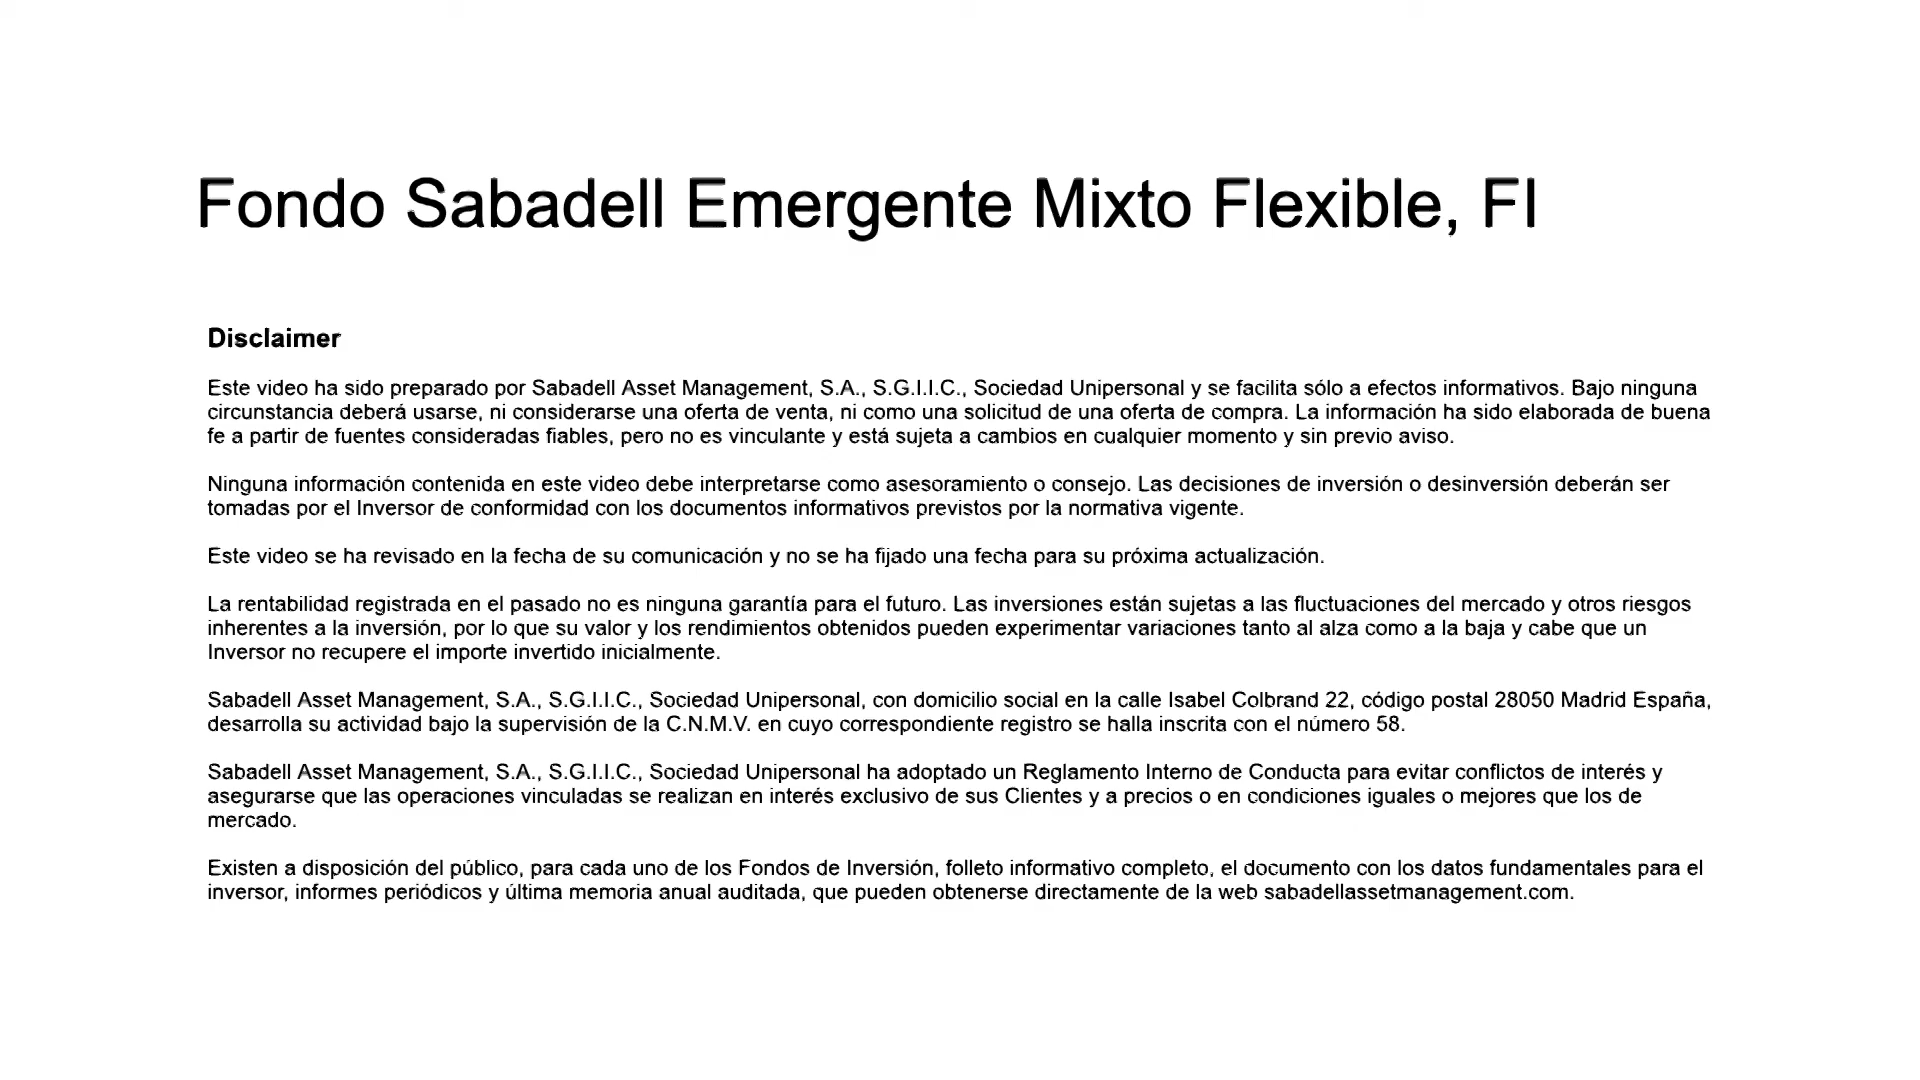 Fondo Sabadell Emergente Mixto Flexible, FI
Disclaimer
Este video ha sido preparado por Sabadell Asset Management, S.A., S.G.I.I.C., Sociedad Unipersonal y se facilita sólo a efectos informativos. Bajo ninguna
circunstancia deberá usarse, ni considerarse una oferta de venta, ni como una solicitud de una oferta de compra. La información ha sido elaborada de buena
fe a partir de fuentes consideradas fiables, pero no es vinculante y está sujeta a cambios en cualquier momento y sin previo aviso.
Ninguna información contenida en este video debe interpretarse como asesoramiento o consejo. Las decisiones de inversión o desinversión deberán ser
tomadas por el Inversor de conformidad con los documentos informativos previstos por la normativa vigente.
Este video se ha revisado en la fecha de su comunicación y no se ha fijado una fecha para su próxima actualización.
La rentabilidad registrada en el pasado no es ninguna garantía para el futuro. Las inversiones están sujetas a las fluctuaciones del mercado y otros riesgos
inherentes a la inversión, por lo que su valor y los rendimientos obtenidos pueden experimentar variaciones tanto al alza como a la baja y cabe que un
Inversor no recupere el importe invertido inicialmente.
Sabadell Asset Management, S.A., S.G.I.I.C., Sociedad Unipersonal, con domicilio social en la calle Isabel Colbrand 22, código postal 28050 Madrid España,
desarrolla su actividad bajo la supervisión de la C.N.M.V. en cuyo correspondiente registro se halla inscrita con el número 58.
Sabadell Asset Management, S.A., S.G.I.I.C., Sociedad Unipersonal ha adoptado un Reglamento Interno de Conducta para evitar conflictos de interés y
asegurarse que las operaciones vinculadas se realizan en interés exclusivo de sus Clientes y a precios o en condiciones iguales o mejores que los de
mercado.
Existen a disposición del público, para cada uno de los Fondos de Inversión, folleto informativo completo, el documento con los datos fundamentales para el
inversor, informes periódicos y última memoria anual auditada, que pueden obtenerse directamente de la web sabadellassetmanagement.com.